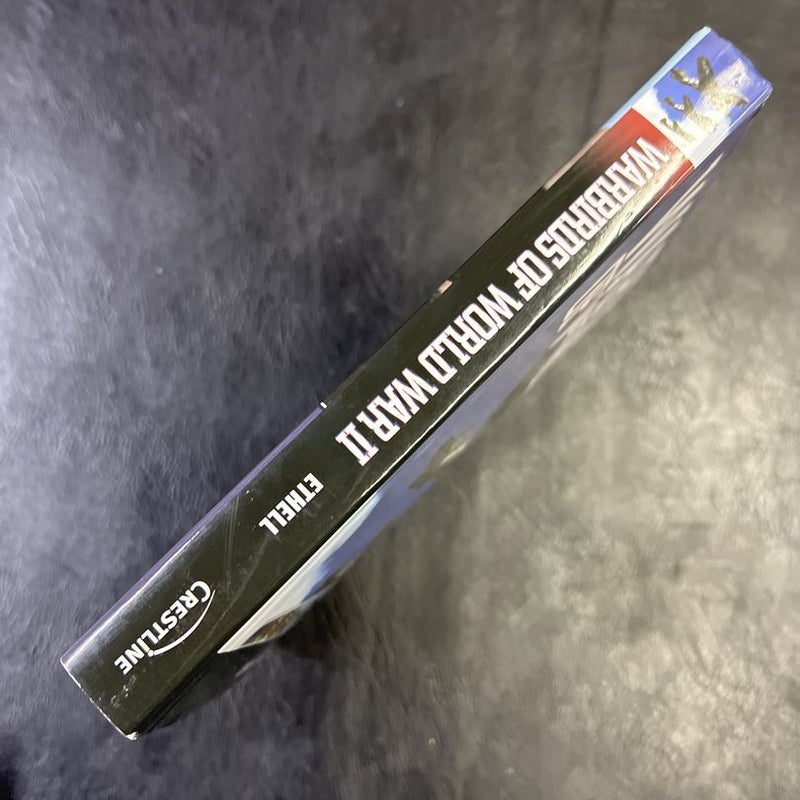 WARBIRDS OF WORLD WAR II
ETHELL
CRESTLINE